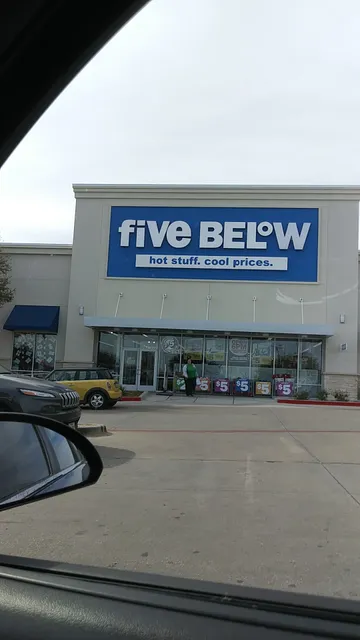 five BELOW
hot stuff. cool prices.
$5 $5 $5 $5 $5